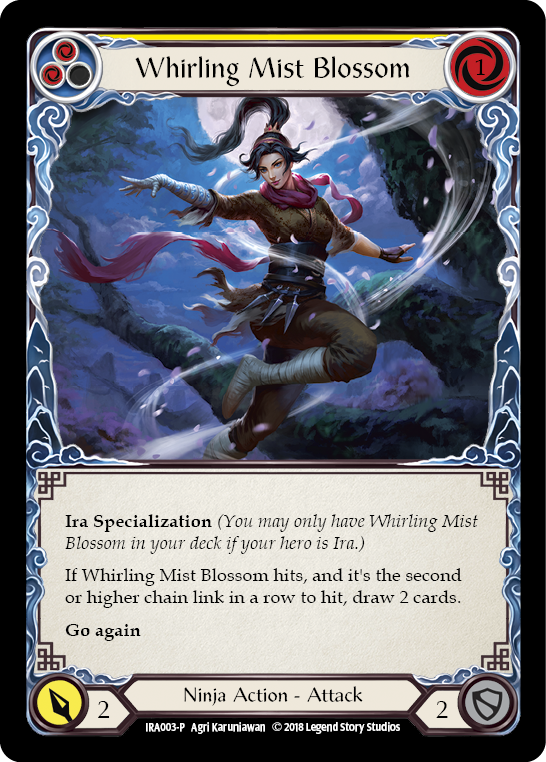 Whirling Mist Blossom
1
Ira Specialization (You may only have Whirling Mist
Blossom in your deck if your hero is Ira.)
If Whirling Mist Blossom hits, and it's the second
or higher chain link in a row to hit, draw 2 cards.
Go again
2
Ninja Action - Attack
2
IRA003-P Agri Karuniawan © 2018 Legend Story Studios